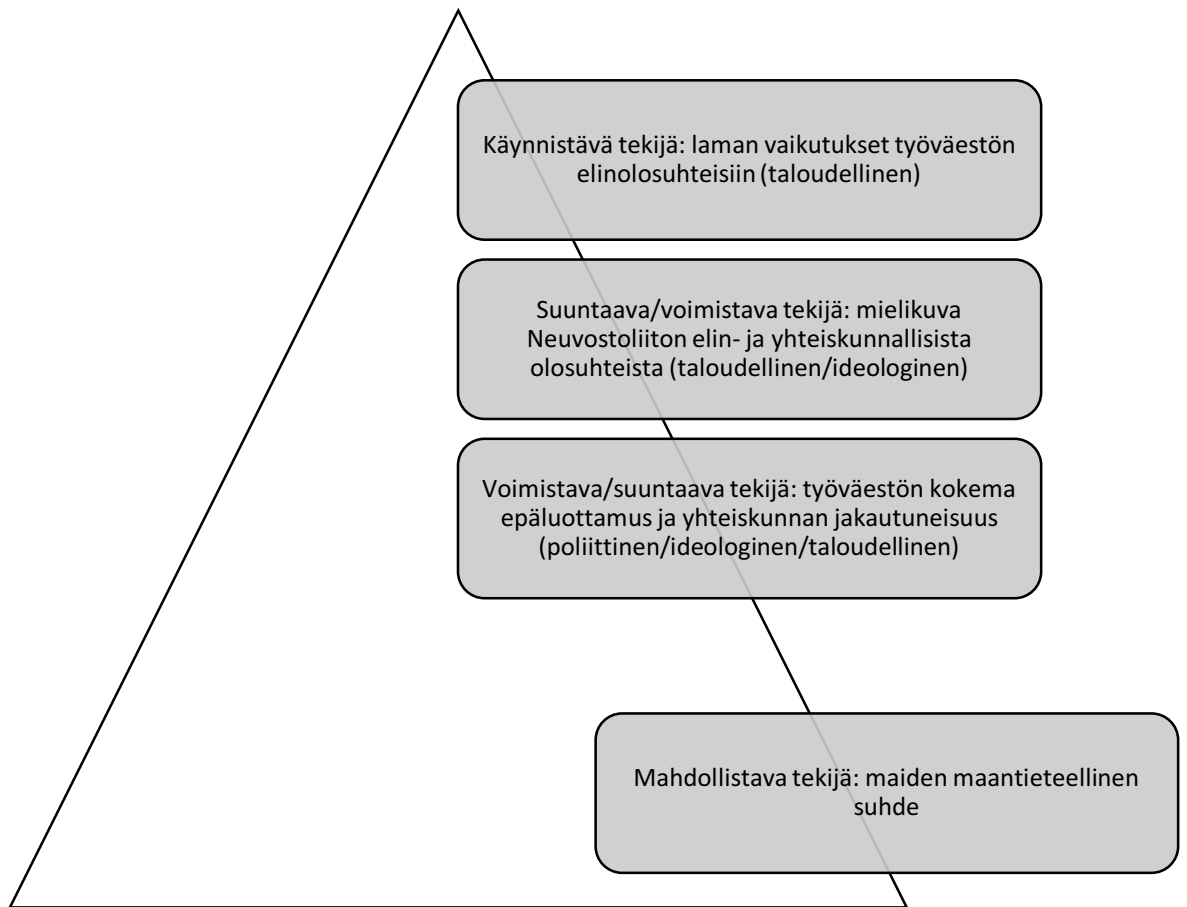 Käynnistävä tekijä: laman vaikutukset työväestön
elinolosuhteisiin (taloudellinen)
Suuntaava/voimistava tekijä: mielikuva
Neuvostoliiton elin- ja yhteiskunnallisista
olosuhteista (taloudellinen/ideologinen)
Voimistava/suuntaava tekijä: työväestön kokema
epäluottamus ja yhteiskunnan jakautuneisuus
(poliittinen/ideologinen/taloudellinen)
Mahdollistava tekijä: maiden maantieteellinen
suhde